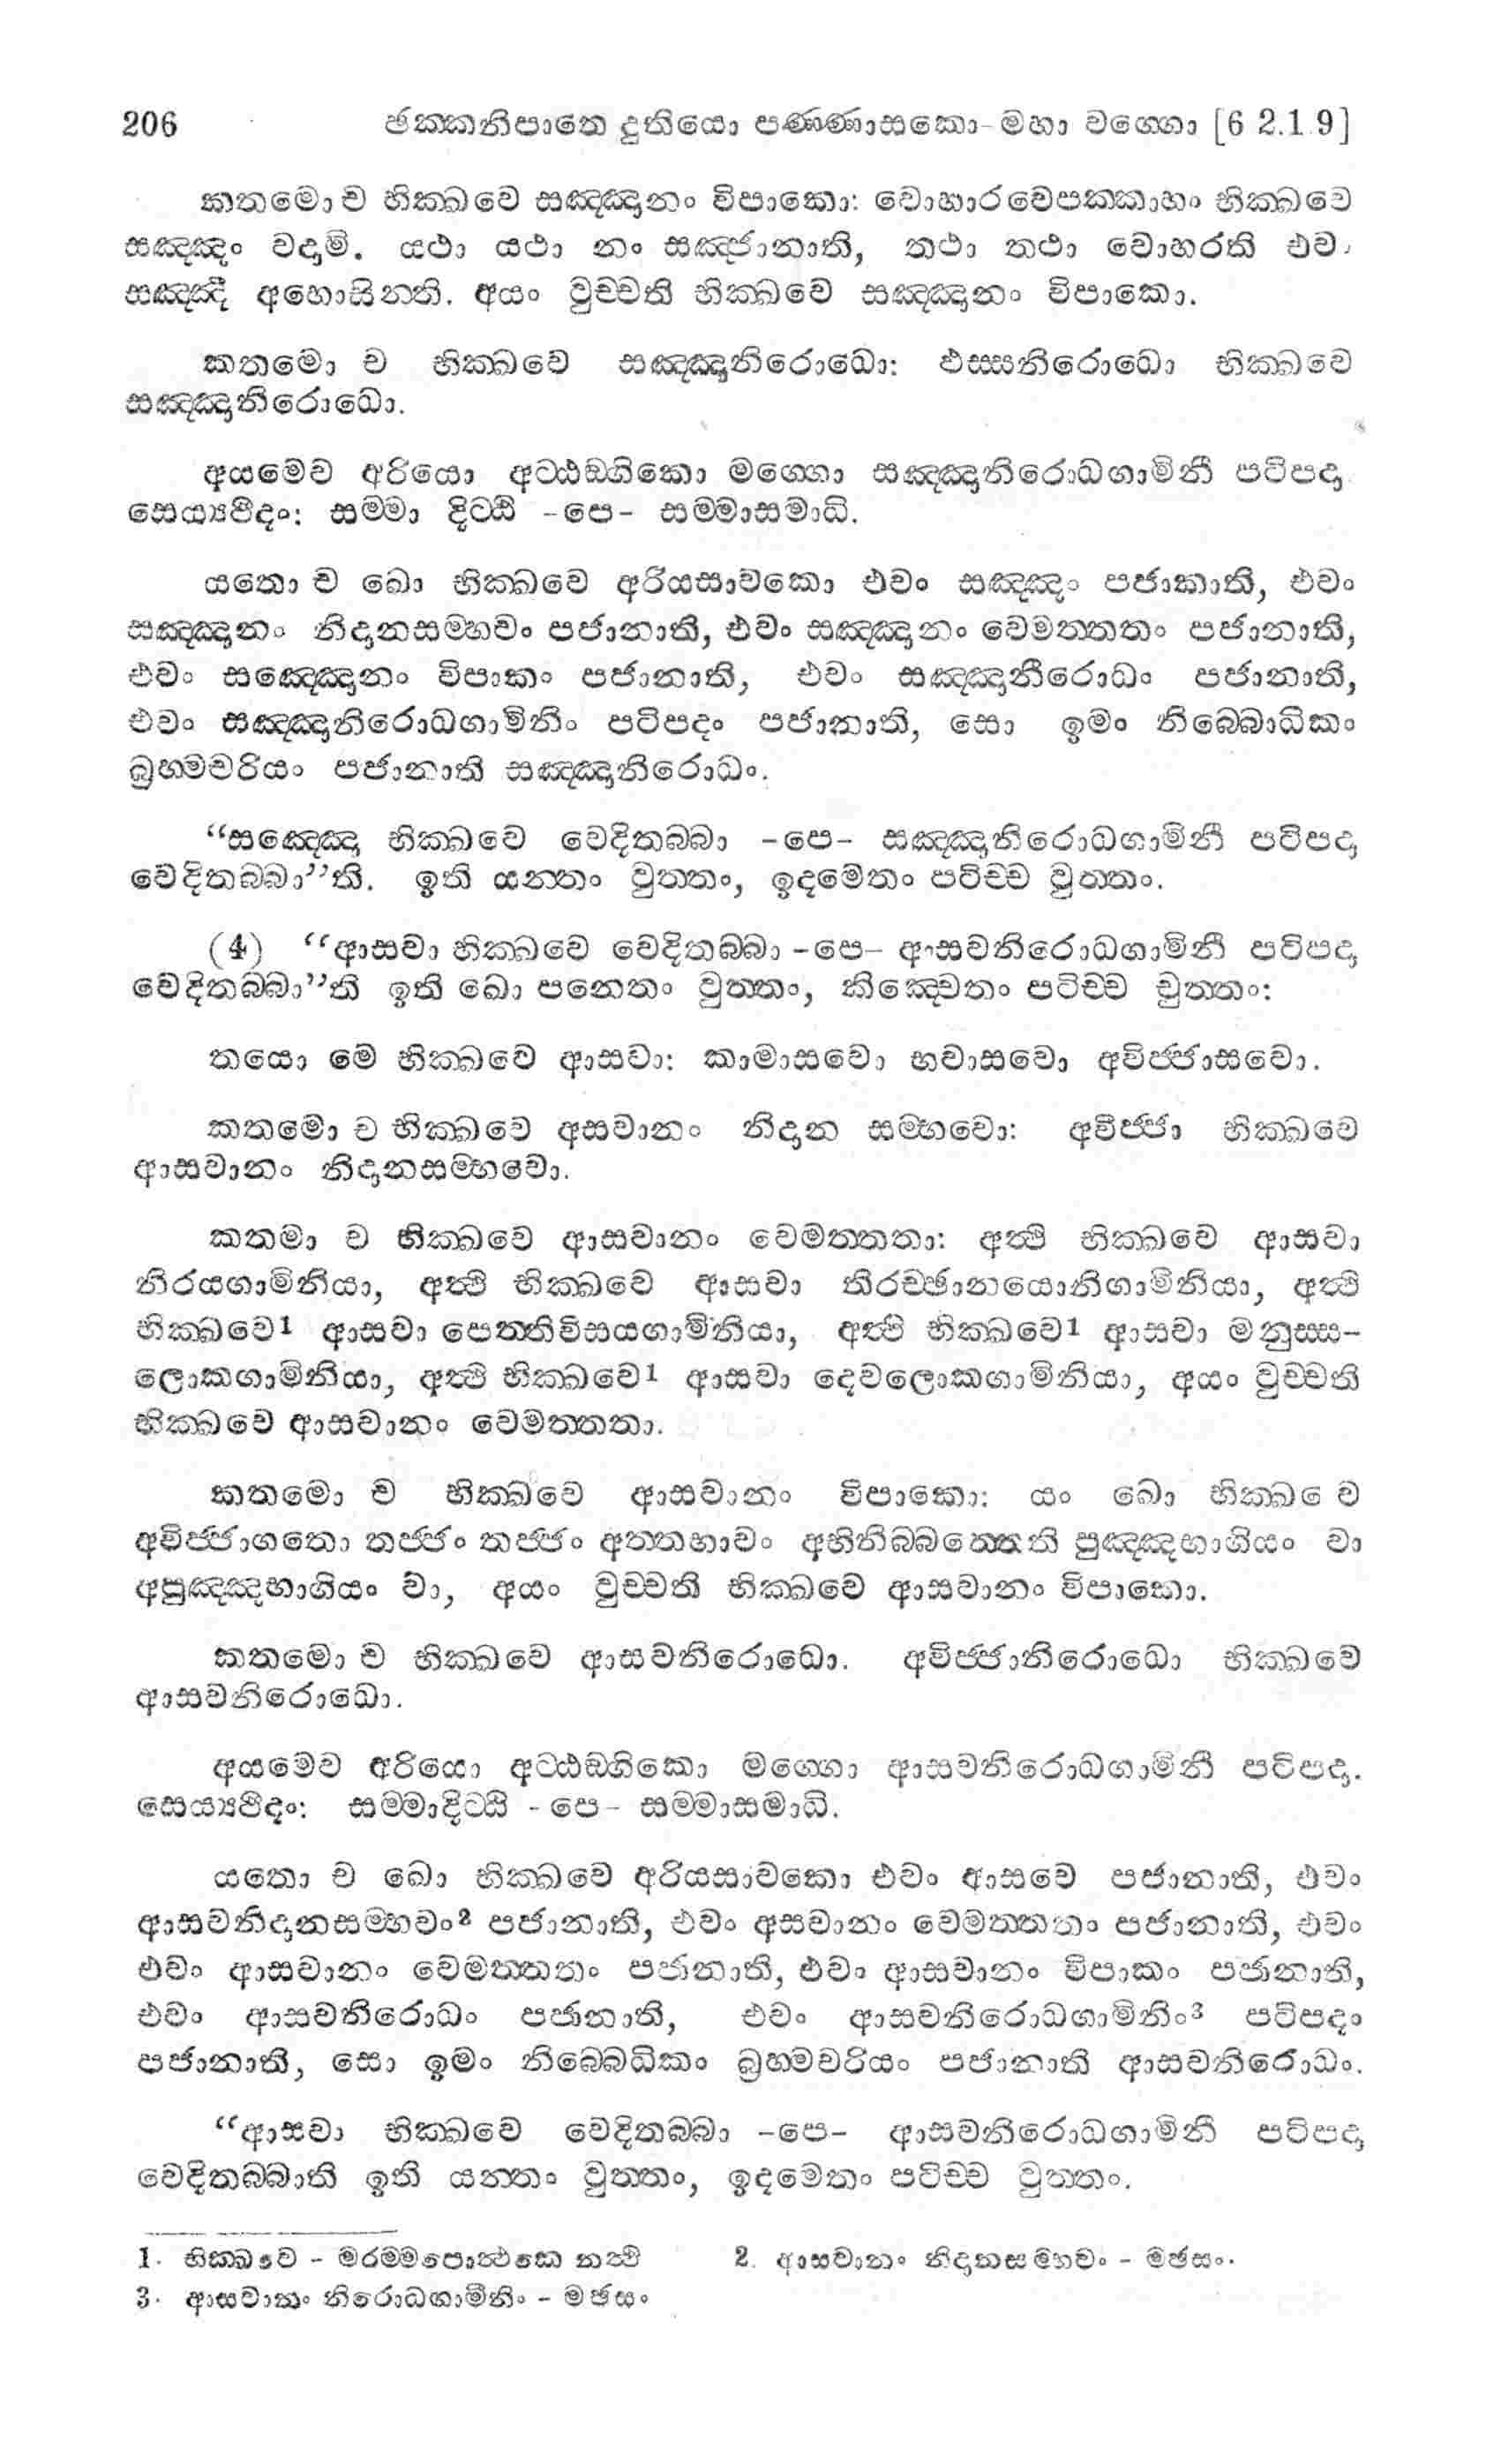 206 ඡක‍්කනිපාතෙ දුතියො පණ‍්ණාසකො-මහා වග‍්ගො [6 2.1.9]
කතමො ච භික‍්ඛවෙ සඤ‍්ඤානං විපාකො: වොහාරවෙපක‍්කාහං භික‍්ඛවෙ
සඤ‍්ඤං වදාමි. යථා යථා නං සඤ‍්ජානාති, තථා තථා වොහරති එවං
සඤ‍්ඤී අහොසින‍්ති. අයං වුච‍්චති භික‍්ඛවෙ සඤ‍්ඤානං විපාකො.
කතමො ච භික‍්ඛවෙ සඤ‍්ඤානිරොධො: ඵස‍්සනිරොධො භික‍්ඛවෙ
සඤ‍්ඤානිරොධො.
අයමෙව අරියො අට‍්ඨඞ‍්ගිකො මග‍්ගො සඤ‍්ඤානිරොධගාමිනී පටිපදා
සෙය්‍යථිදං: සම‍්මා දිට‍්ඨි -පෙ- සම‍්මාසමාධි.
යතො ච ඛො භික‍්ඛවෙ අරියසාවකො එවං සඤ‍්ඤං පජාකාති, එවං
සඤ‍්ඤානං නිදානසම‍්භවං පජානාති, එවං සඤ‍්ඤානං වෙමත‍්තතං පජානාති,
එවං සඤ‍්ඤොනං විපාකං පජානාති, එවං සඤ‍්ඤානිරොධං පජානාති,
එවං සඤ‍්ඤානිරොධගාමිනිං පටිපදං පජානාති, සො ඉමං නිබ‍්බොධිකං
බ්‍රහ‍්මචරියං පජානාති සඤ‍්ඤානිරොධං.
“සඤ‍්ඤො භික‍්ඛවෙ වෙදිතබ‍්බා -පෙ- සඤ‍්ඤානිරොධගාමිනී පටිපදා
වෙදිතබ‍්බා”ති. ඉති යන‍්තං වුත‍්තං, ඉදමෙතං පටිච‍්ච වුත‍්තං.
(4) “ආසවා භික‍්ඛවෙ වෙදිතබ‍්බා -පෙ- ආසවනිරොධගාමිනී පටිපදා
වෙදිතබ‍්බා”ති ඉති ඛො පනෙතං වුත‍්තං, කිඤ‍්චෙතං පටිච‍්ච වුත‍්තං:
තයො මෙ භික‍්ඛවෙ ආසවා: කාමාසවො භවාසවො අවිජ‍්ජාසවො.
කතමො ච භික‍්ඛවෙ අසවානං නිදාන සම‍්භවො: අවිජ‍්ජා භික‍්ඛවෙ
ආසවානං නිදානසම‍්භවො.
කතමා ච භික‍්ඛවෙ ආසවානං වෙමත‍්තතා: අත්‍ථි භික‍්ඛවෙ ආසවා
නිරයගාමිනියා, අත්‍ථි භික‍්ඛවෙ ආසවා තිරච‍්ඡානයොනිගාමිනියා, අත්‍ථි
භික‍්ඛවෙ1 ආසවා පෙත‍්තිවිසයගාමිනියා, අත්‍ථි භික‍්ඛවෙ1 ආසවා මනුස‍්ස-
ලොකගාමිනියා, අත්‍ථි භික‍්ඛවෙ1 ආසවා දෙවලොකගාමිනියා, අයං වුච‍්චති
භික‍්ඛවෙ ආසවානං වෙමත‍්තතා.
කතමො ච භික‍්ඛවෙ ආසවානං විපාකො: යං ඛො භික‍්ඛවෙ
අවිජ‍්ජාගතො තජ‍්ජං තජ‍්ජං අත‍්තභාවං අභිනිබ‍්බත‍්තෙති පුඤ‍්ඤභාගියං වා
අපුඤ‍්ඤභාගියං වා, අයං වුච‍්චති භික‍්ඛවෙ ආසවානං විපාකො.
කතමො ච භික‍්ඛවෙ ආසවනිරොධො. අවිජ‍්ජානිරොධො භික‍්ඛවෙ
ආසවනිරොධො.
අයමෙව අරියො අට‍්ඨඞ‍්ගිකො මග‍්ගො ආසවනිරොධගාමිනී පටිපදා.
සෙය්‍යථිදං: සම‍්මාදිට‍්ඨි -පෙ- සම‍්මාසමාධි.
යතො ච ඛො භික‍්ඛවෙ අරියසාවකො එවං ආසවෙ පජානාති, එවං
ආසවනිදානසම‍්භවං2 පජානාති, එවං අසවානං වෙමත‍්තතං පජානාති, එවං
එවං ආසවානං වෙමත‍්තතං පජානාති, එවං ආසවානං විපාකං පජානාති,
එවං ආසවනිරොධං පජානාති, එවං ආසවනිරොධගාමිනිං3 පටිපදං
පජානාති, සො ඉමං නිබ‍්බෙධිකං බ්‍රහ‍්මචරියං පජානාති ආසවනිරොධං.
“ආසවා භික‍්ඛවෙ වෙදිතබ‍්බා -පෙ- ආසවනිරොධගාමිනී පටිපදා
වෙදිතබ‍්බාති ඉති යන‍්තං වුත‍්තං, ඉදමෙතං පටිච‍්ච වුත‍්තං.
1. භික‍්ඛවෙ - මරම‍්මපොත්‍ථකෙ නත්‍ථි 2. ආසවානං නිදානසම‍්භවං - මඡසං.
3. ආසවානං නිරොධගාමීනිං - මඡසං